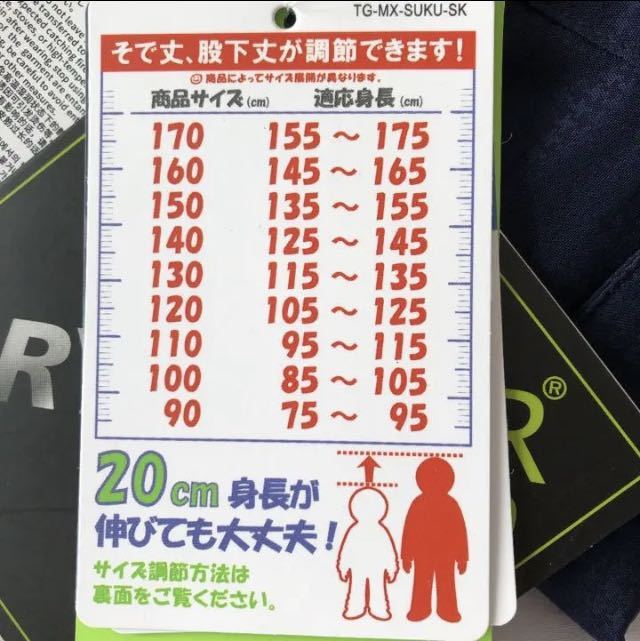 TG-MX-SUKU-SK
そで丈、股下丈が調節できます!
商品によってサイズ展開が異なります。
商品サイズ(cm) 適応身長(cm)
170 155 〜 175
160 145 〜 165
150 135 〜 155
140 125 〜 145
130 115 〜 135
120 105 〜 125
110 95 〜 115
100 85 〜 105
90 75 〜 95
20cm 身長が
伸びても大丈夫!
サイズ調節方法は
裏面をご覧ください。
R
R®